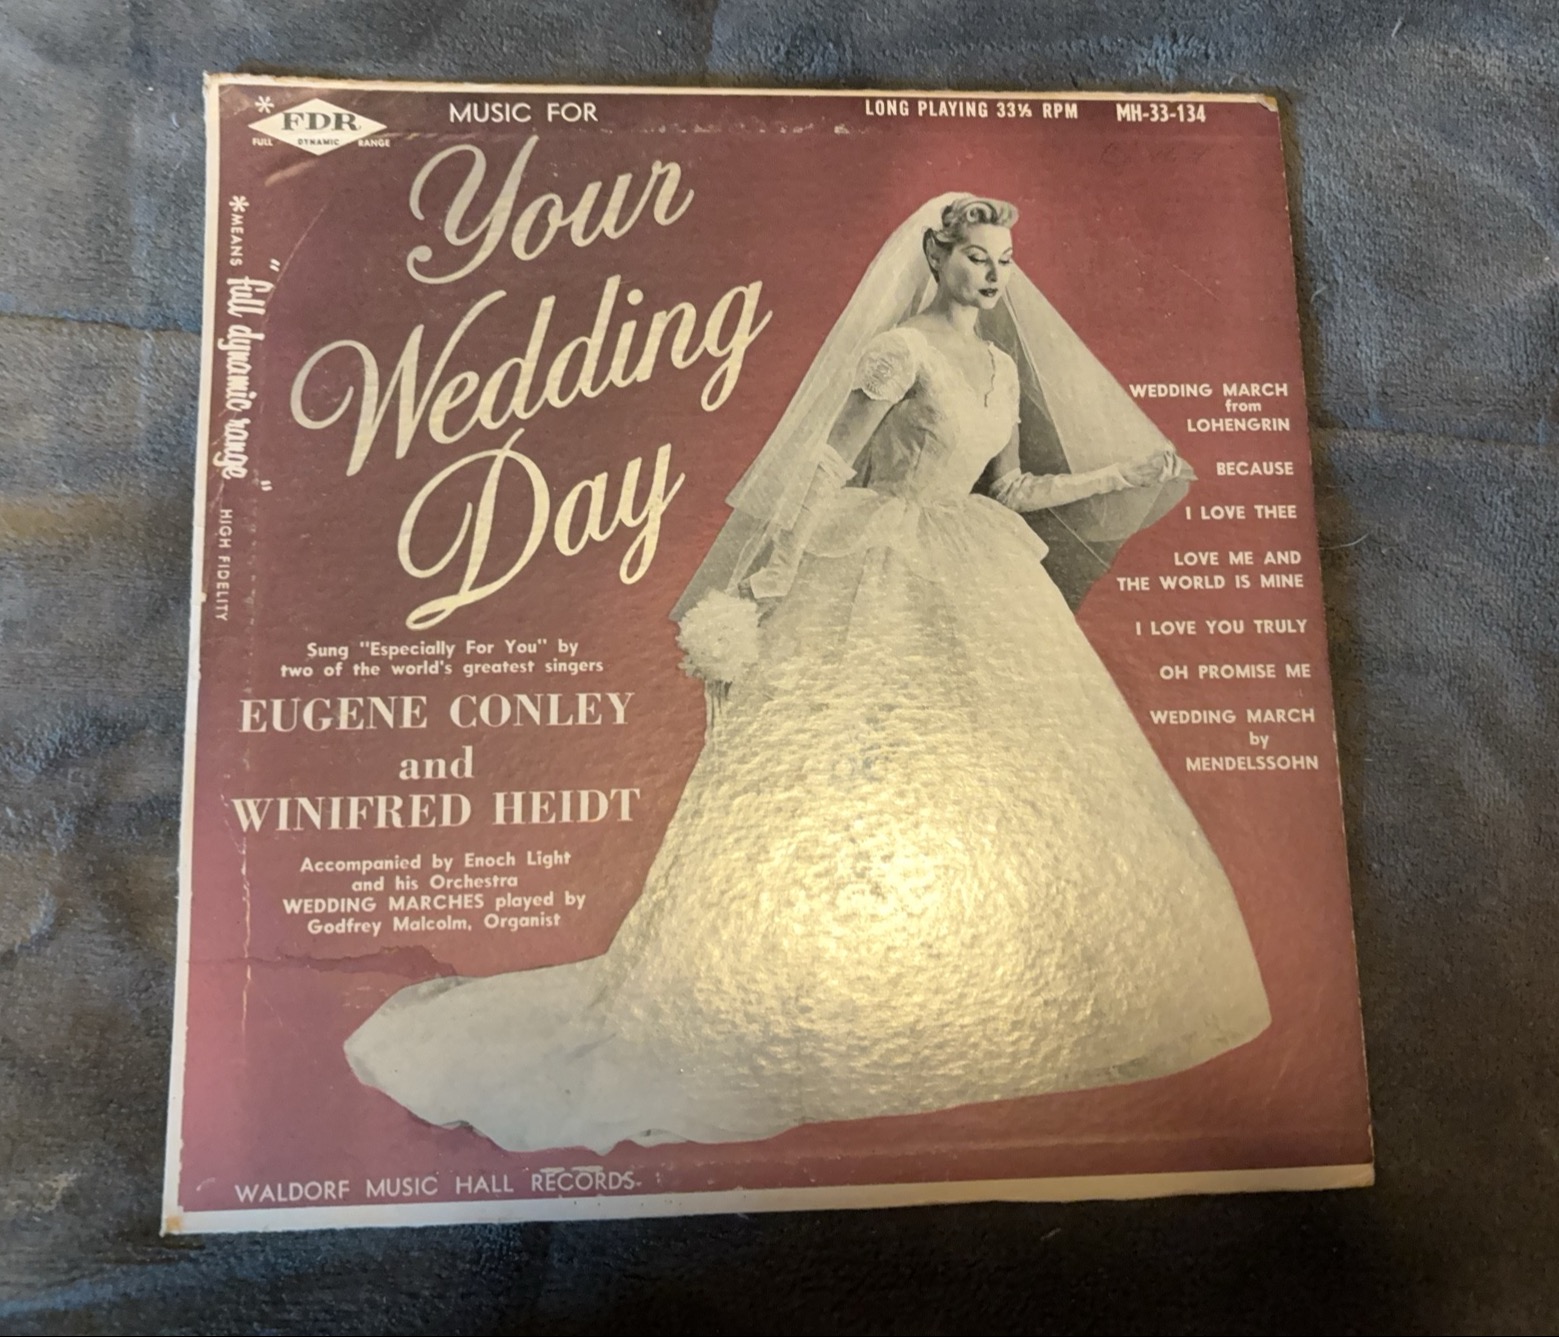 *
FDR
FULL DYNAMIC RANGE
MUSIC FOR
LONG PLAYING 33⅓ RPM MH-33-134
Your
Wedding
Day
*MEANS "full dynamic range" HIGH FIDELITY
Sung "Especially For You" by
two of the world's greatest singers
EUGENE CONLEY
and
WINIFRED HEIDT
Accompanied by Enoch Light
and his Orchestra
WEDDING MARCHES played by
Godfrey Malcolm, Organist
WEDDING MARCH
from
LOHENGRIN
BECAUSE
I LOVE THEE
LOVE ME AND
THE WORLD IS MINE
I LOVE YOU TRULY
OH PROMISE ME
WEDDING MARCH
by
MENDELSSOHN
WALDORF MUSIC HALL RECORDS